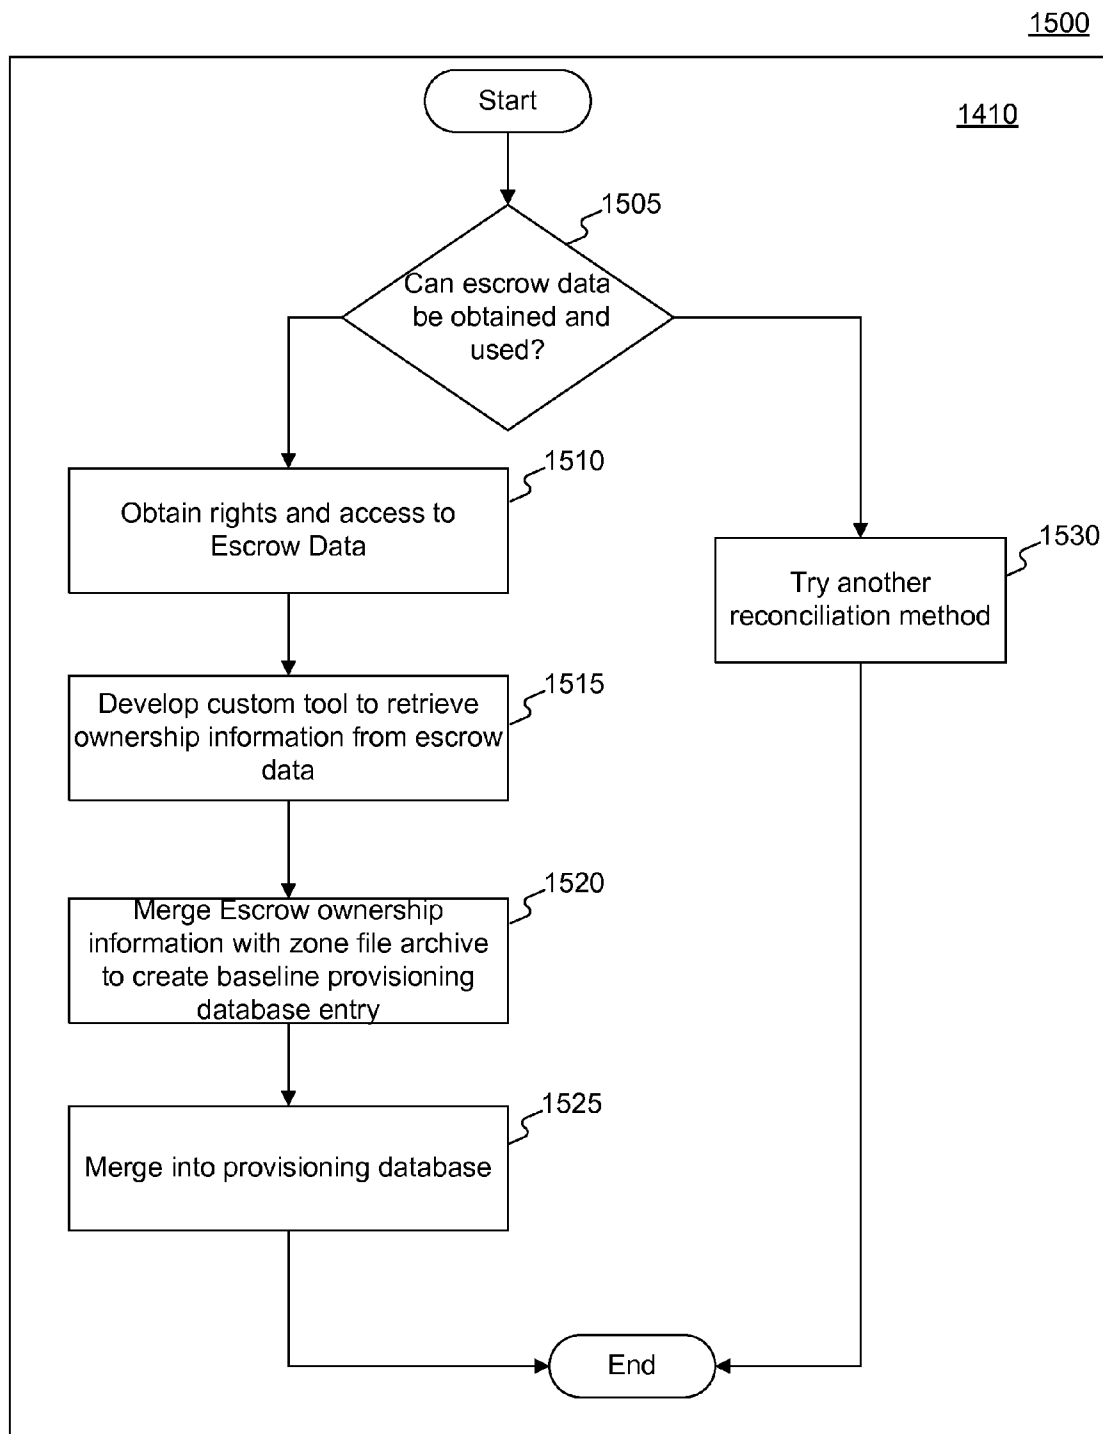 1500
1410
Start
1505
Can escrow data
be obtained and
used?
1510
Obtain rights and access to
Escrow Data
1530
Try another
reconciliation method
1515
Develop custom tool to retrieve
ownership information from escrow
data
1520
Merge Escrow ownership
information with zone file archive
to create baseline provisioning
database entry
1525
Merge into provisioning database
End